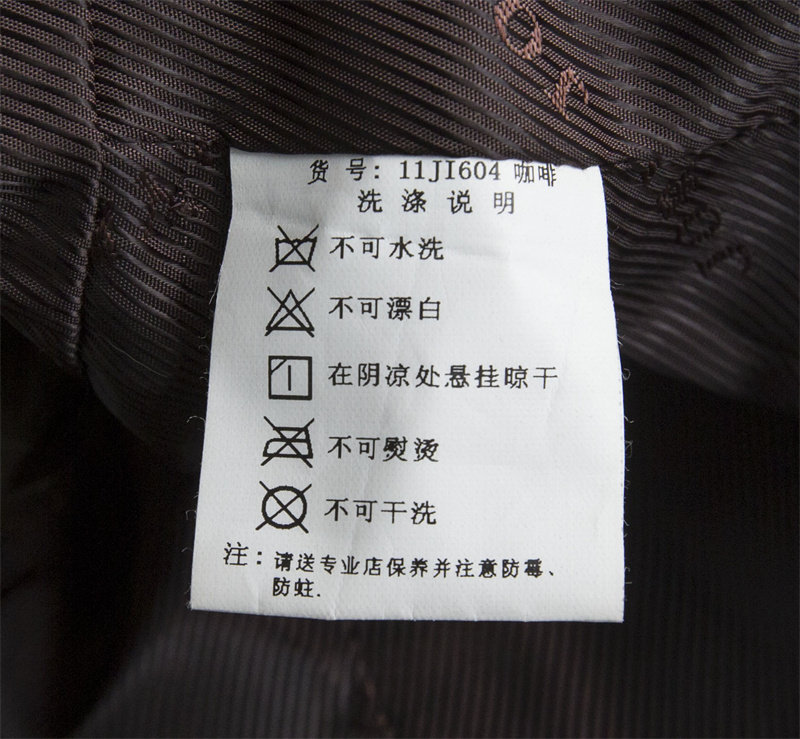 货号: 11JI604 咖啡
洗涤说明
不可水洗
不可漂白
在阴凉处悬挂晾干
不可熨烫
不可干洗
注: 请送专业店保养并注意防霉、
防蛀.